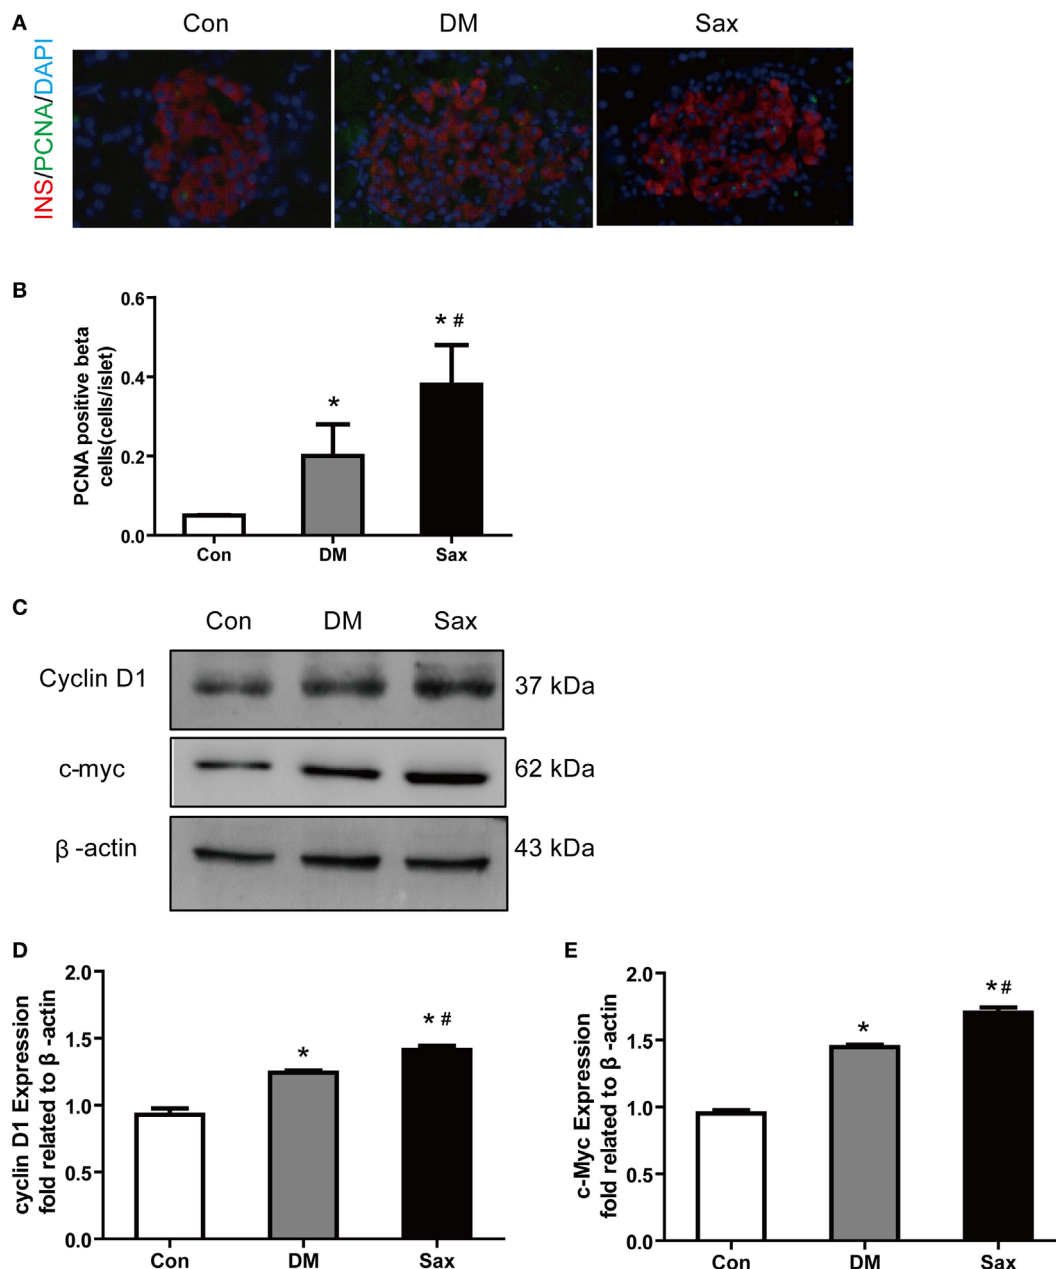 A
Con DM Sax
INS/PCNA/DAPI
B
PCNA positive beta
cells(cells/islet)
0.6
0.4
0.2
0.0
*
* #
Con DM Sax
C
Con DM Sax
Cyclin D1 37 kDa
c-myc 62 kDa
β -actin 43 kDa
D
cyclin D1 Expression
fold related to β -actin
2.0
1.5
1.0
0.5
0.0
*
* #
Con DM Sax
E
c-Myc Expression
fold related to β -actin
2.0
1.5
1.0
0.5
0.0
*
* #
Con DM Sax